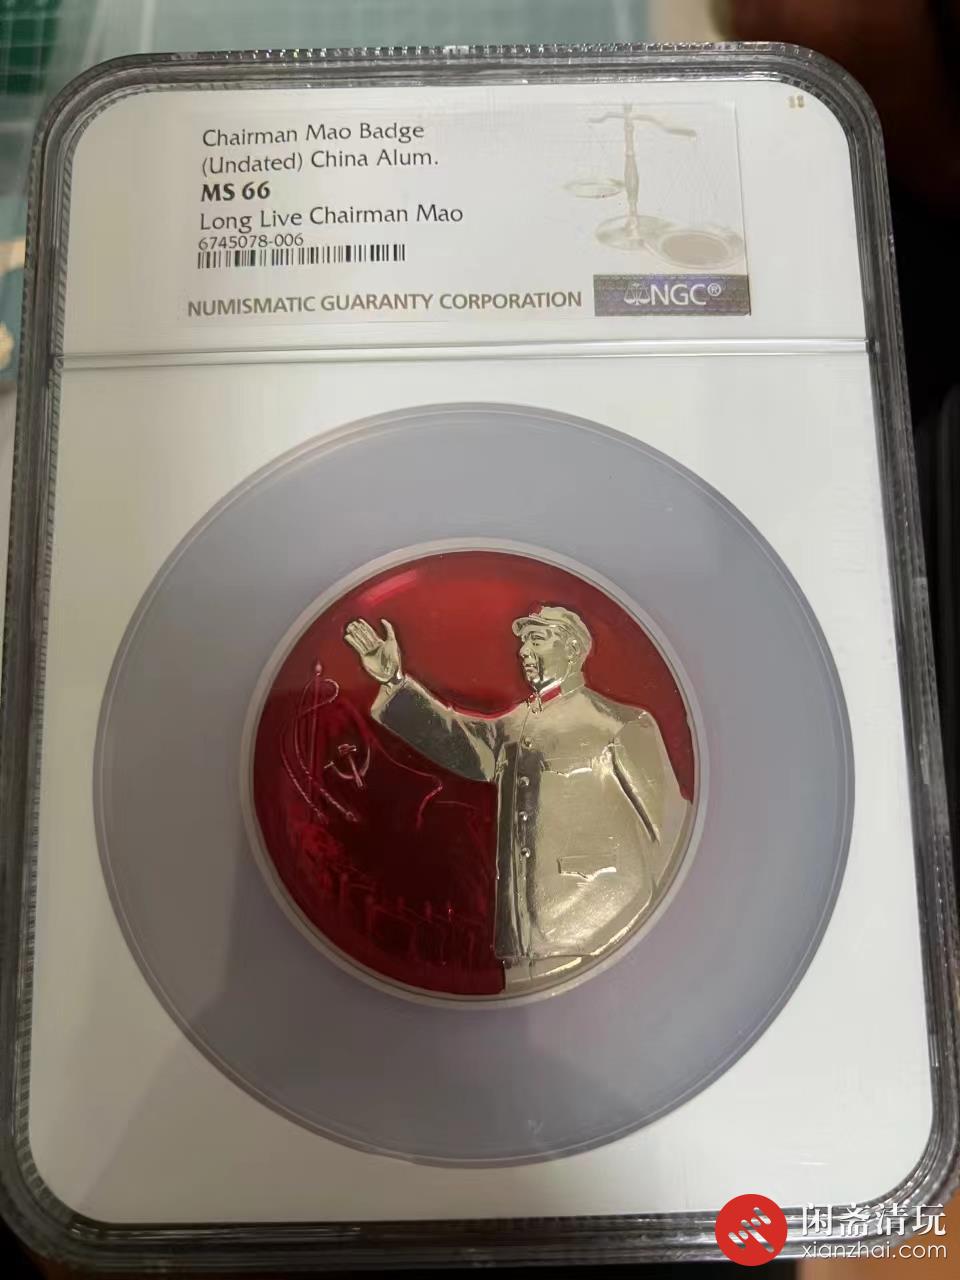 Chairman Mao Badge
(Undated) China Alum.
MS 66
Long Live Chairman Mao
6745078-006
NUMISMATIC GUARANTY CORPORATION
NGC®
闲斋清玩
xianzhai.com